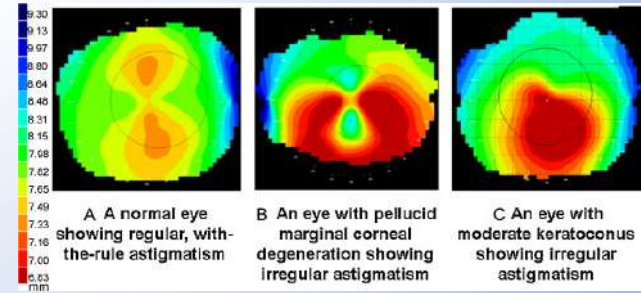 9.30
9.13
9.97
8.80
8.64
8.48
8.31
8.15
7.98
7.82
7.65
7.49
7.33
7.16
7.00
6.83
mm
A A normal eye
showing regular, with-
the-rule astigmatism
B An eye with pellucid
marginal corneal
degeneration showing
irregular astigmatism
C An eye with
moderate keratoconus
showing irregular
astigmatism